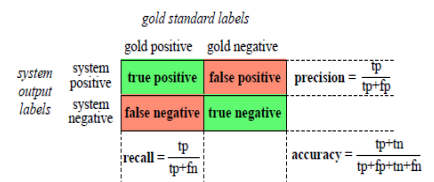 gold standard labels
gold positive gold negative
system output labels
system positive
true positive false positive
precision = tp / tp+fp
system negative
false negative true negative
recall = tp / tp+fn
accuracy = tp+tn / tp+fp+tn+fn